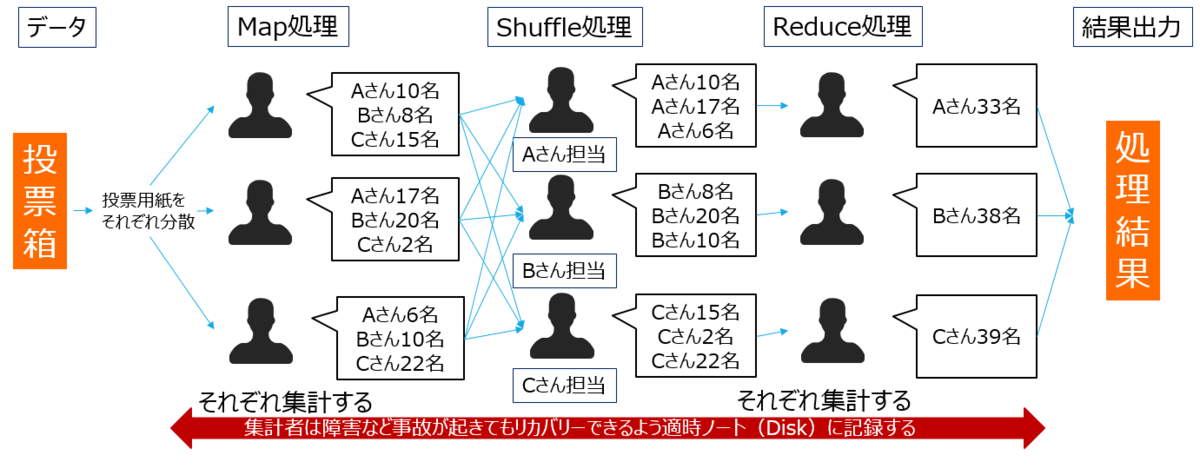 データ
Map処理
Shuffle処理
Reduce処理
結果出力
投票箱
投票用紙を
それぞれ分散
Aさん10名
Bさん8名
Cさん15名
Aさん17名
Bさん20名
Cさん2名
Aさん6名
Bさん10名
Cさん22名
それぞれ集計する
Aさん担当
Bさん担当
Cさん担当
Aさん10名
Aさん17名
Aさん6名
Bさん8名
Bさん20名
Bさん10名
Cさん15名
Cさん2名
Cさん22名
Aさん33名
Bさん38名
Cさん39名
それぞれ集計する
処理結果
集計者は障害など事故が起きてもリカバリーできるよう適時ノート（Disk）に記録する